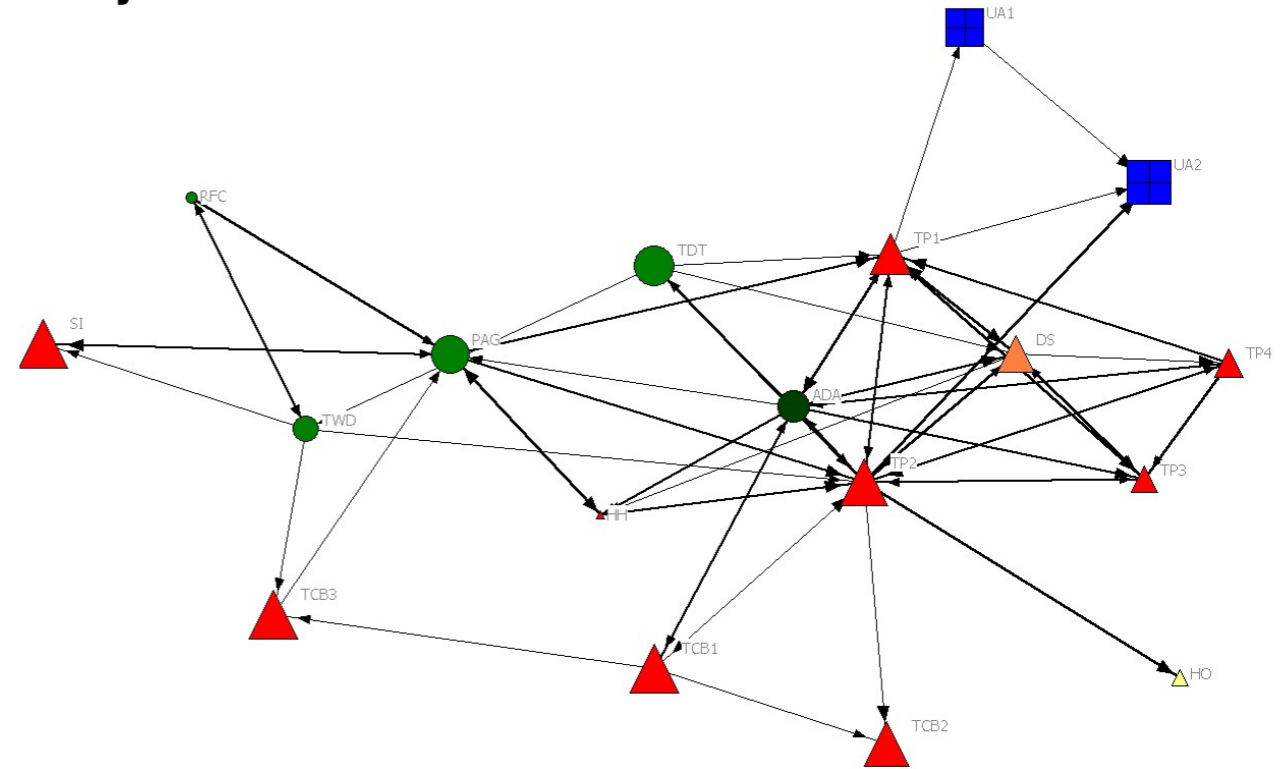 UA1
UA2
RFC
TP1
TDT
SI
PAG
DS
TP4
ADA
TWD
TP2
TP3
HH
TCB3
TCB1
HO
TCB2